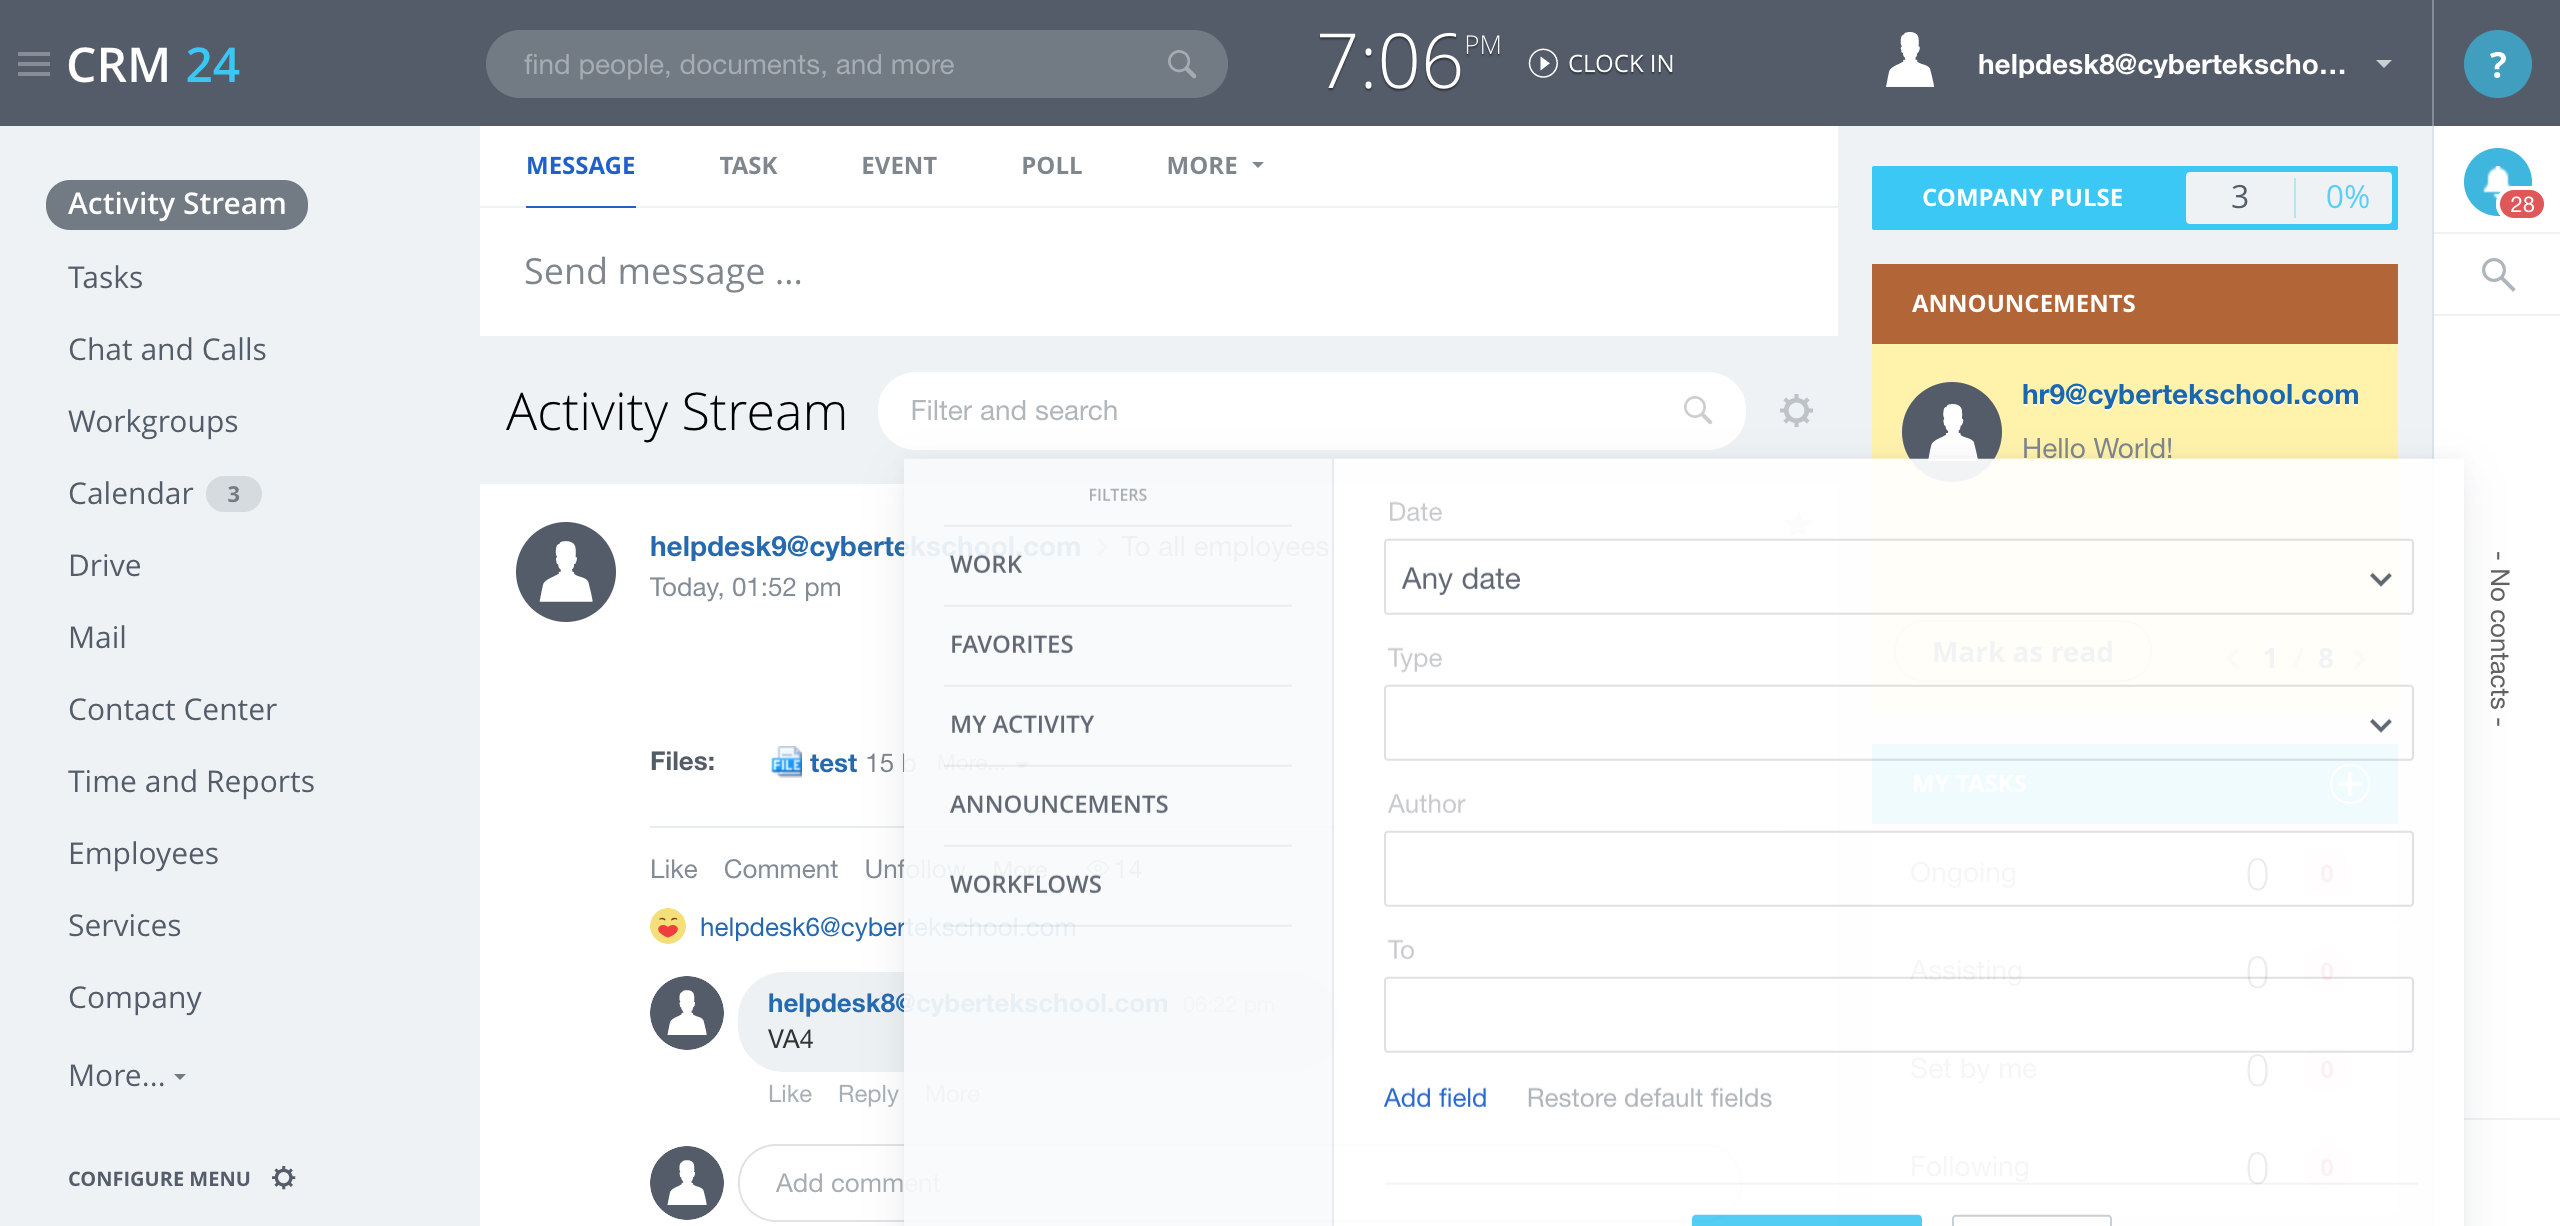 CRM 24
find people, documents, and more
7:06 PM
CLOCK IN
helpdesk8@cybertekscho...
?
Activity Stream
Tasks
Chat and Calls
Workgroups
Calendar 3
Drive
Mail
Contact Center
Time and Reports
Employees
Services
Company
More...
CONFIGURE MENU
MESSAGE TASK EVENT POLL MORE
Send message ...
Activity Stream
Filter and search
helpdesk9@cybertekschool.com > To all employees
Today, 01:52 pm
Files: test 15 b More...
Like Comment Unfollow More... 14
helpdesk6@cybertekschool.com
helpdesk8@cybertekschool.com 06:22 pm
VA4
Like Reply More
Add comment
FILTERS
WORK
FAVORITES
MY ACTIVITY
ANNOUNCEMENTS
WORKFLOWS
Date
Any date
Type
Author
To
Add field Restore default fields
COMPANY PULSE 3 0%
ANNOUNCEMENTS
hr9@cybertekschool.com
Hello World!
Mark as read < 1 / 8 >
MY TASKS
Ongoing 0 0
Assisting 0 0
Set by me 0 0
Following 0 0
28
- No contacts -